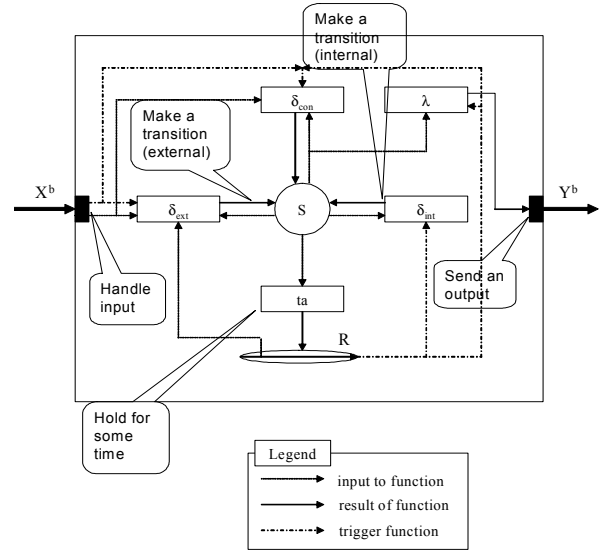 Make a
transition
(internal)
δcon
λ
Make a
transition
(external)
Xᵇ
Yᵇ
δext
S
δint
Handle
input
Send an
output
ta
R
Hold for
some
time
Legend
input to function
result of function
trigger function